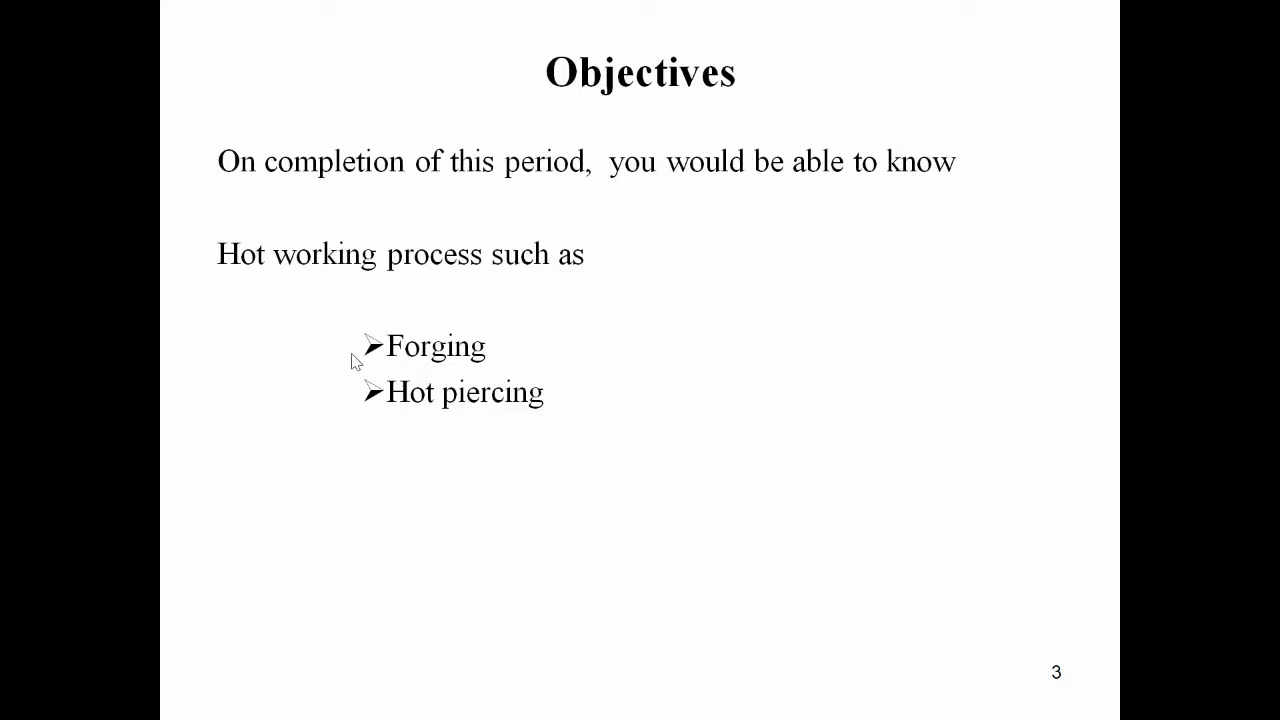 Objectives
On completion of this period, you would be able to know
Hot working process such as
➢Forging
➢Hot piercing
3